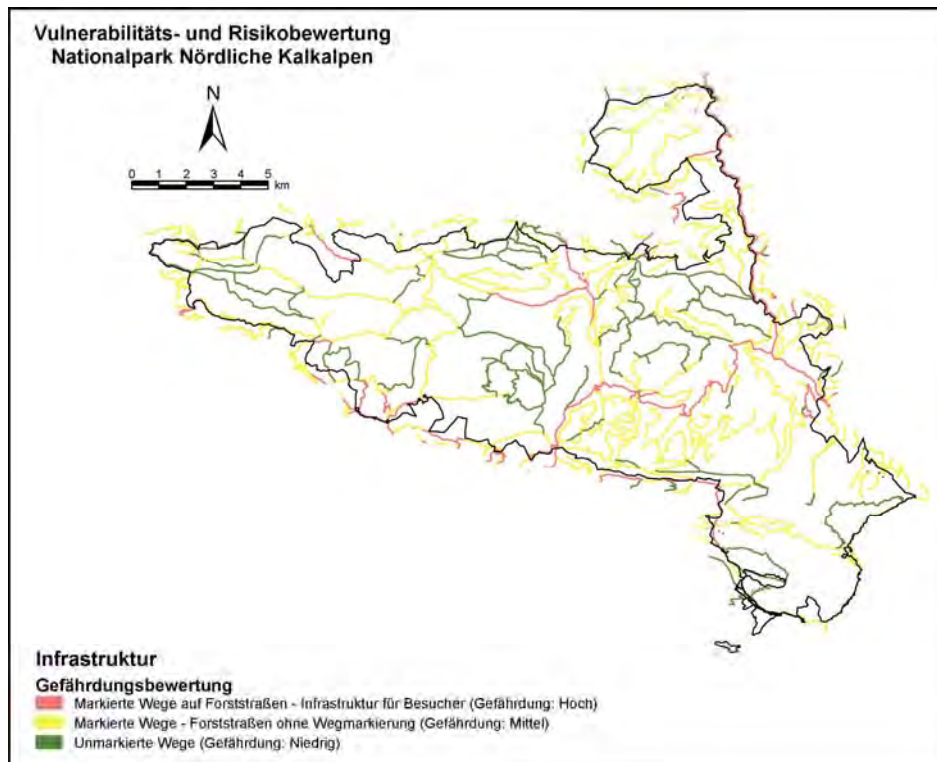 Vulnerabilitäts- und Risikobewertung
Nationalpark Nördliche Kalkalpen
N
0 1 2 3 4 5
km
Infrastruktur
Gefährdungsbewertung
Markierte Wege auf Forststraßen - Infrastruktur für Besucher (Gefährdung: Hoch)
Markierte Wege - Forststraßen ohne Wegmarkierung (Gefährdung: Mittel)
Unmarkierte Wege (Gefährdung: Niedrig)